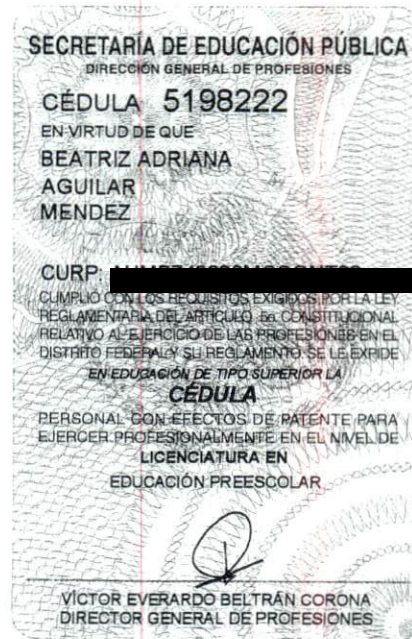 SECRETARÍA DE EDUCACIÓN PÚBLICA
DIRECCIÓN GENERAL DE PROFESIONES
CÉDULA 5198222
EN VIRTUD DE QUE
BEATRIZ ADRIANA
AGUILAR
MENDEZ
CURP:
CUMPLIÓ CON LOS REQUISITOS EXIGIDOS POR LA LEY
REGLAMENTARIA DEL ARTÍCULO 5o. CONSTITUCIONAL
RELATIVO AL EJERCICIO DE LAS PROFESIONES EN EL
DISTRITO FEDERAL Y SU REGLAMENTO SE LE EXPIDE
EN EDUCACIÓN DE TIPO SUPERIOR LA
CÉDULA
PERSONAL CON EFECTOS DE PATENTE PARA
EJERCER PROFESIONALMENTE EN EL NIVEL DE
LICENCIATURA EN
EDUCACIÓN PREESCOLAR
VÍCTOR EVERARDO BELTRÁN CORONA
DIRECTOR GENERAL DE PROFESIONES